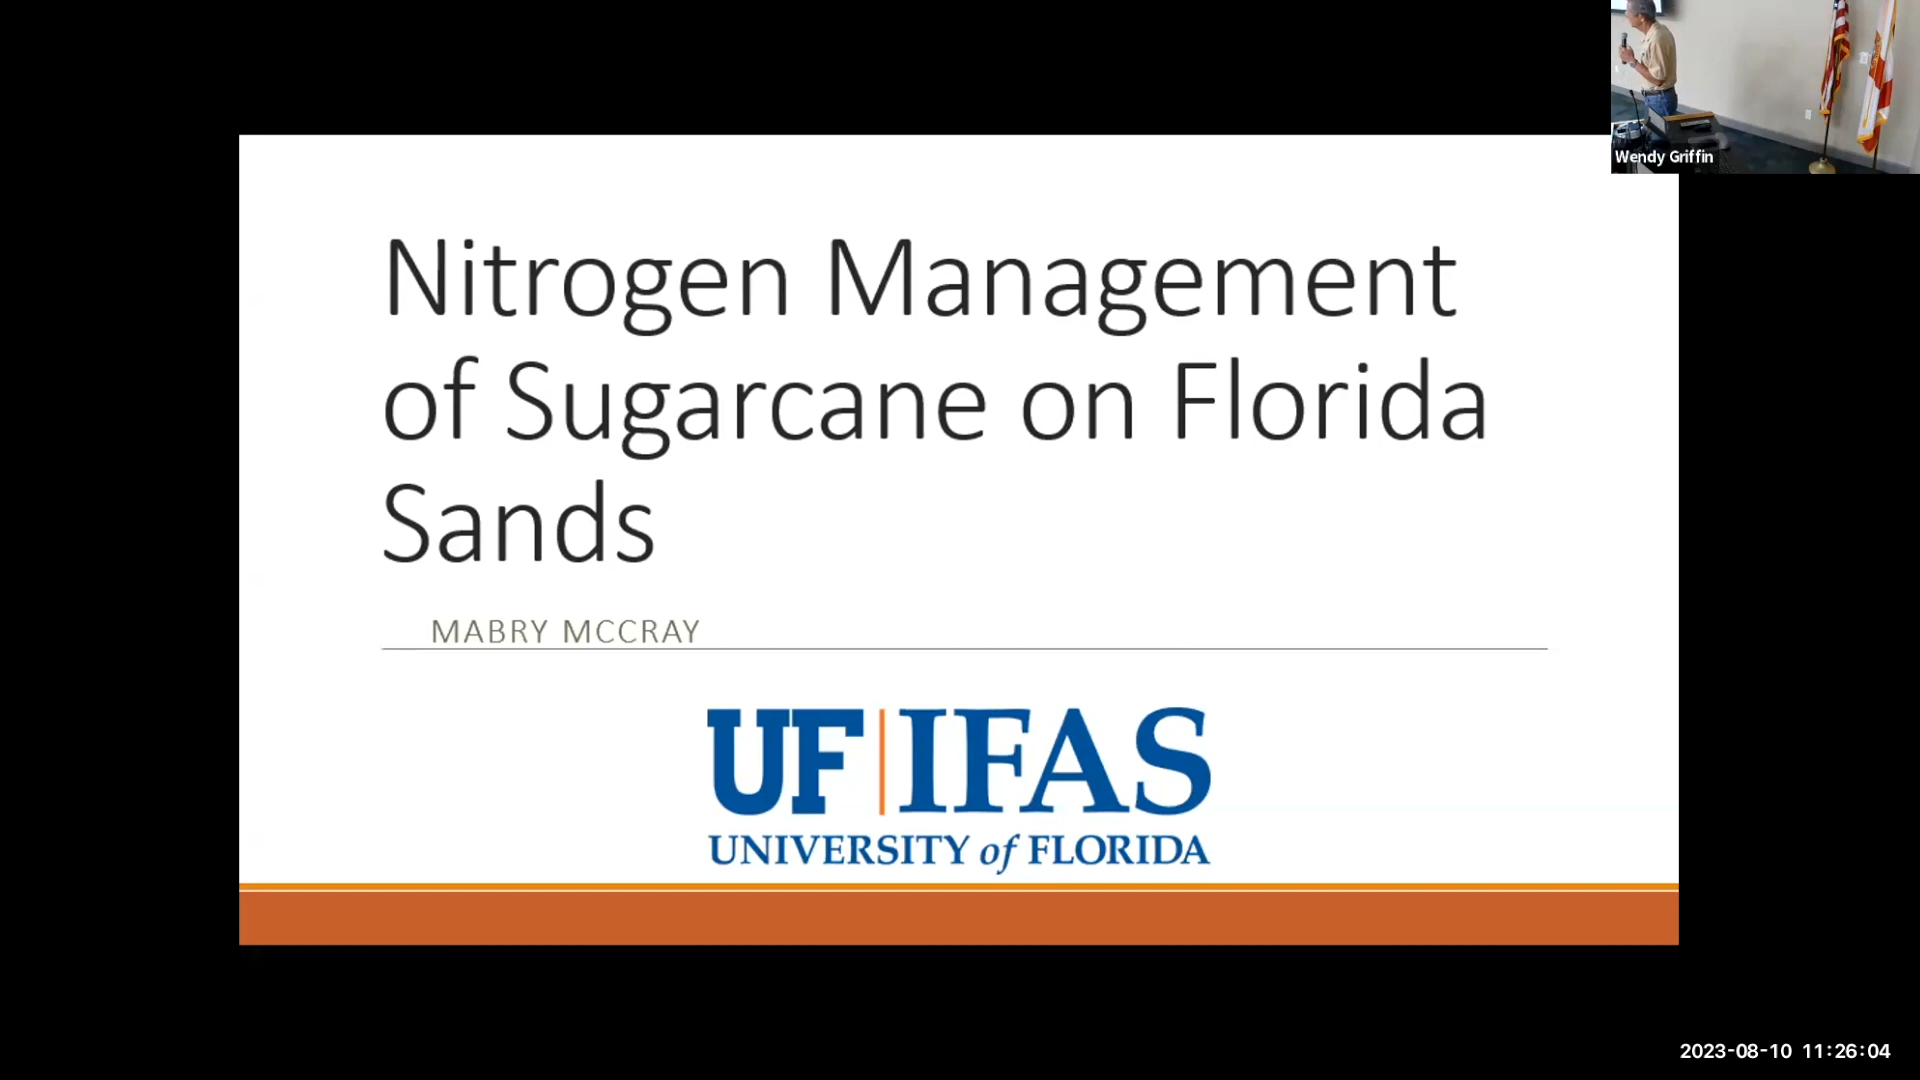 Wendy Griffin
Nitrogen Management
of Sugarcane on Florida
Sands
MABRY MCCRAY
UF|IFAS
UNIVERSITY of FLORIDA
2023-08-10 11:26:04